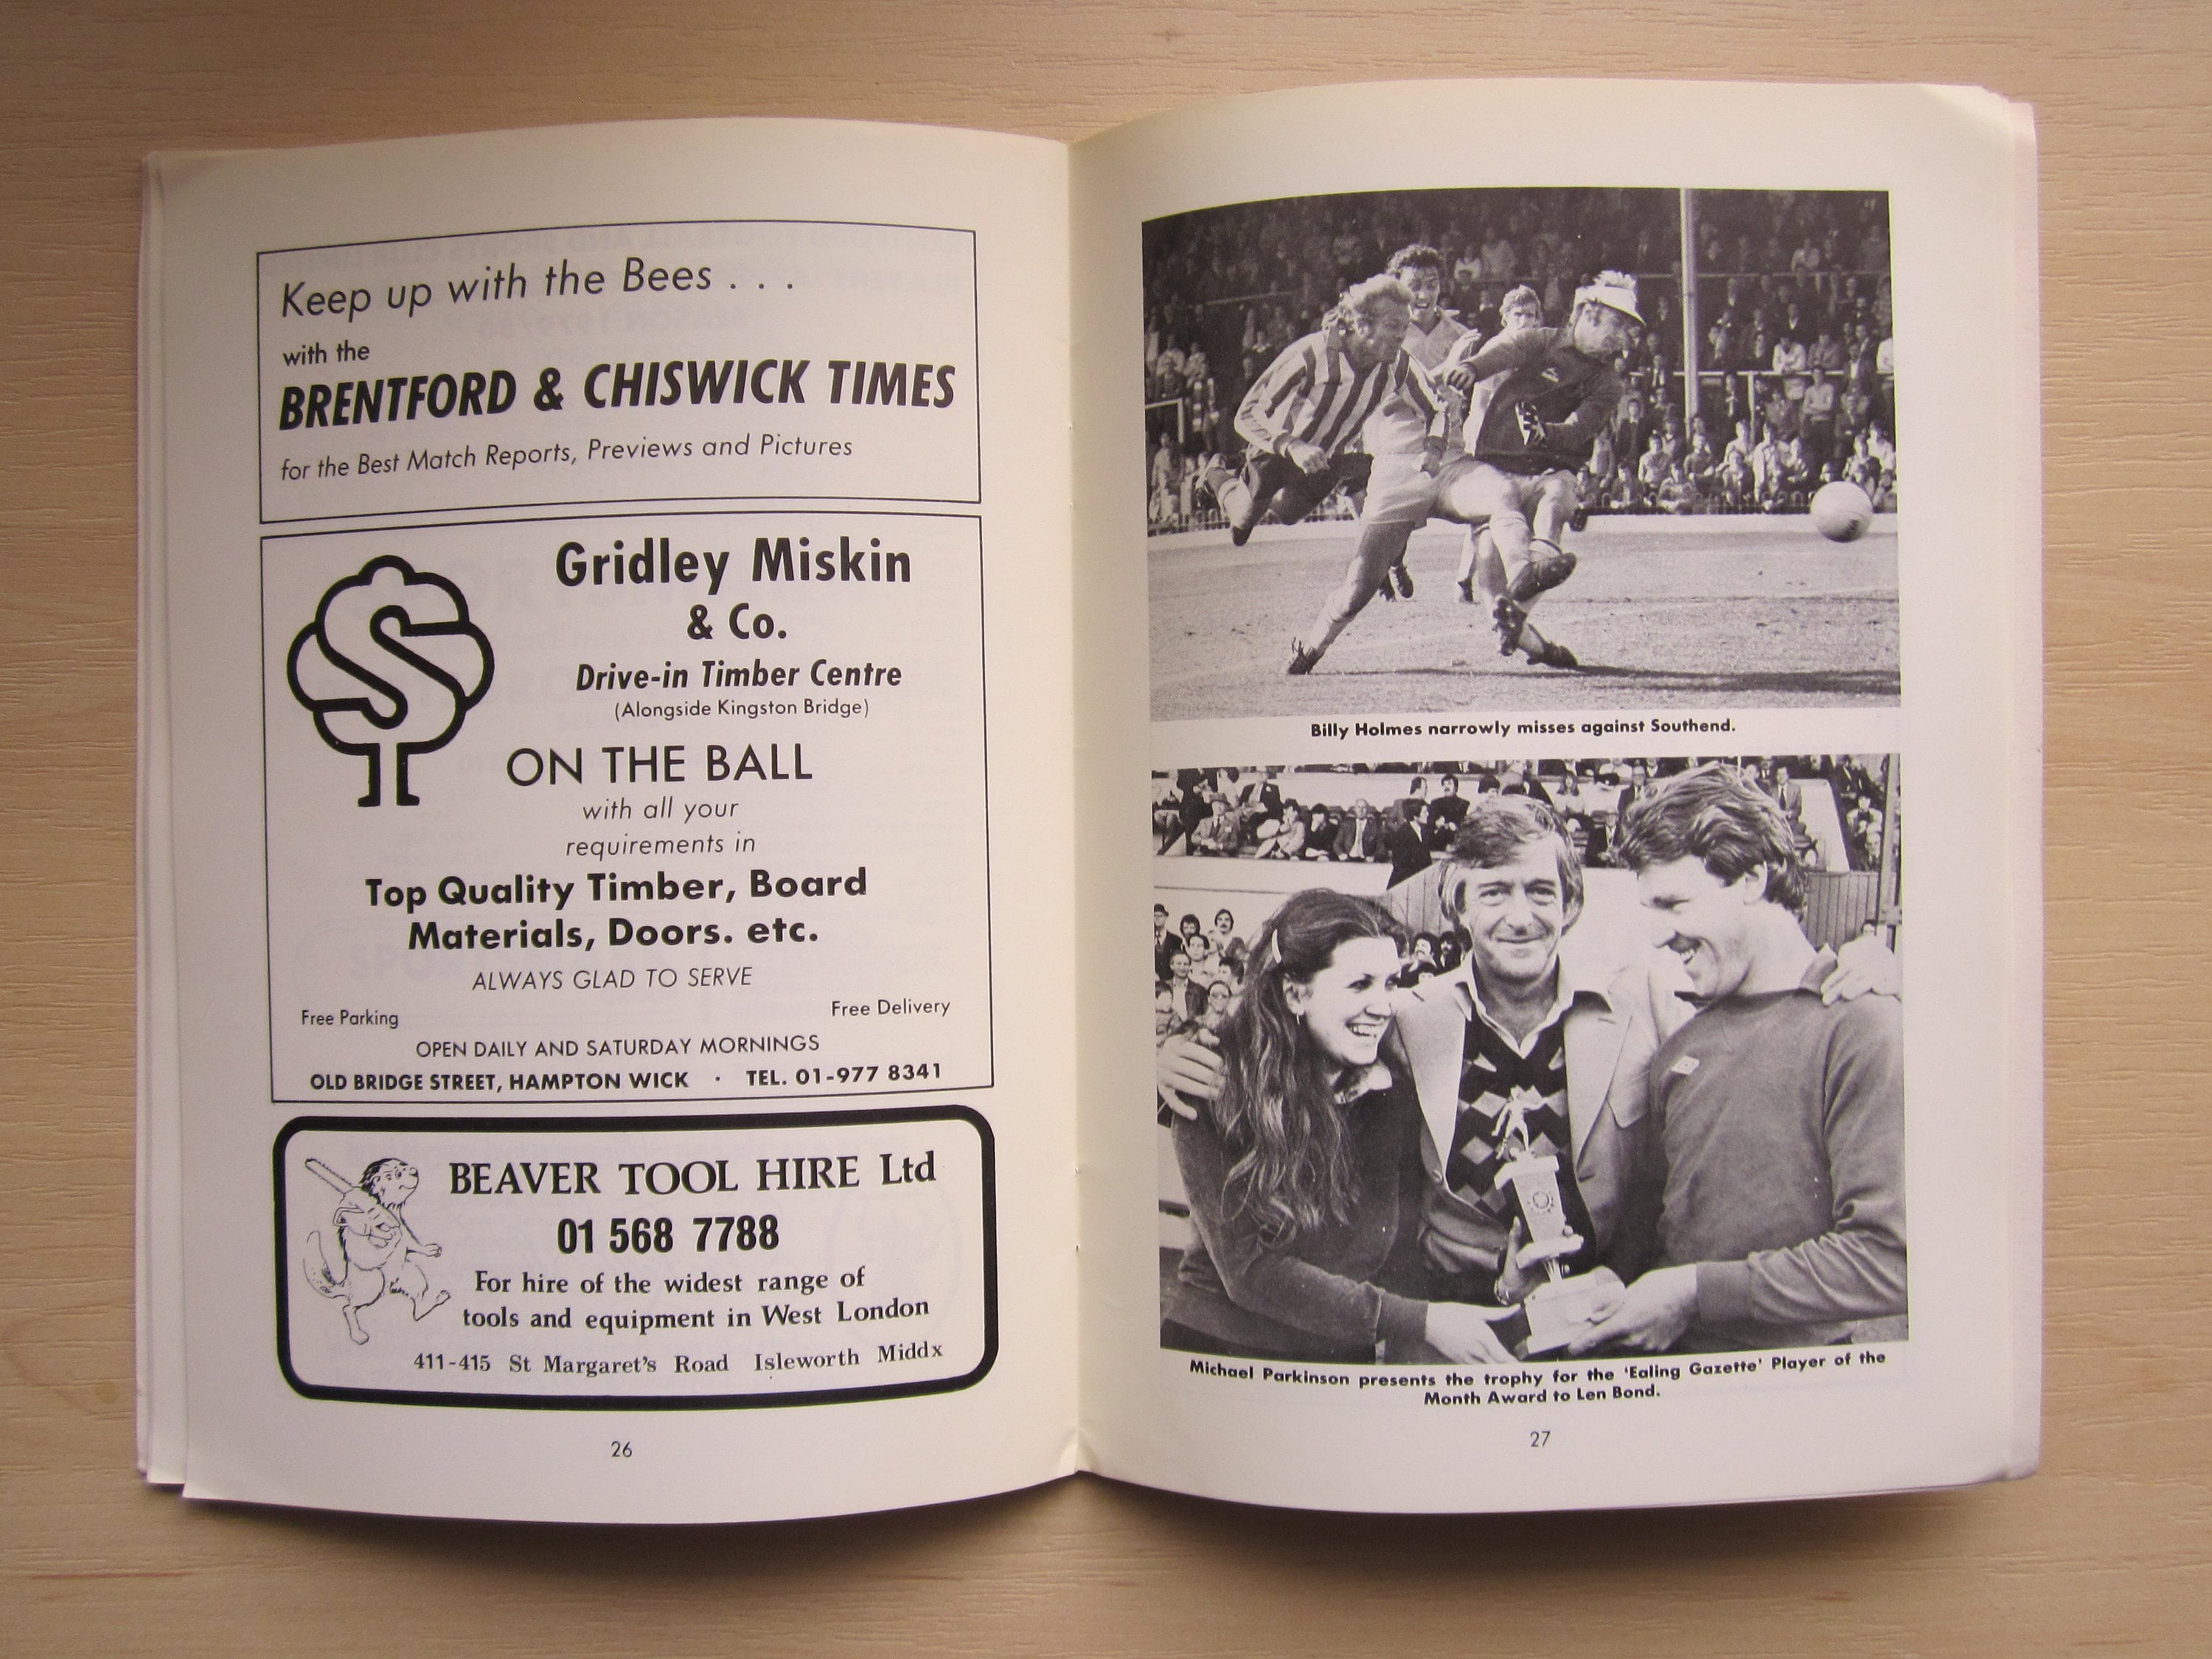 Keep up with the Bees . . .
with the
BRENTFORD & CHISWICK TIMES
for the Best Match Reports, Previews and Pictures
S
Gridley Miskin
& Co.
Drive-in Timber Centre
(Alongside Kingston Bridge)
ON THE BALL
with all your
requirements in
Top Quality Timber, Board
Materials, Doors. etc.
ALWAYS GLAD TO SERVE
Free Parking
Free Delivery
OPEN DAILY AND SATURDAY MORNINGS
OLD BRIDGE STREET, HAMPTON WICK · TEL. 01-977 8341
BEAVER TOOL HIRE Ltd
01 568 7788
For hire of the widest range of
tools and equipment in West London
411-415 St Margaret's Road Isleworth Middx
26
Billy Holmes narrowly misses against Southend.
Michael Parkinson presents the trophy for the ‘Ealing Gazette’ Player of the
Month Award to Len Bond.
27